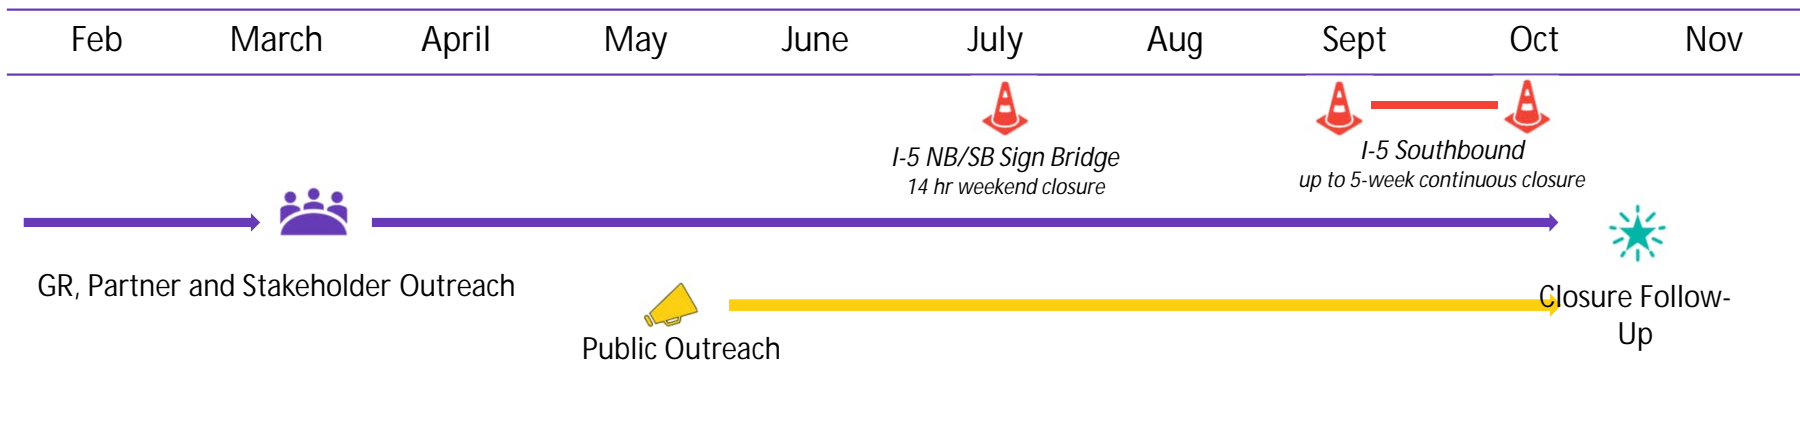 Feb March April May June July Aug Sept Oct Nov
I-5 NB/SB Sign Bridge
14 hr weekend closure
I-5 Southbound
up to 5-week continuous closure
GR, Partner and Stakeholder Outreach
Public Outreach
Closure Follow-
Up